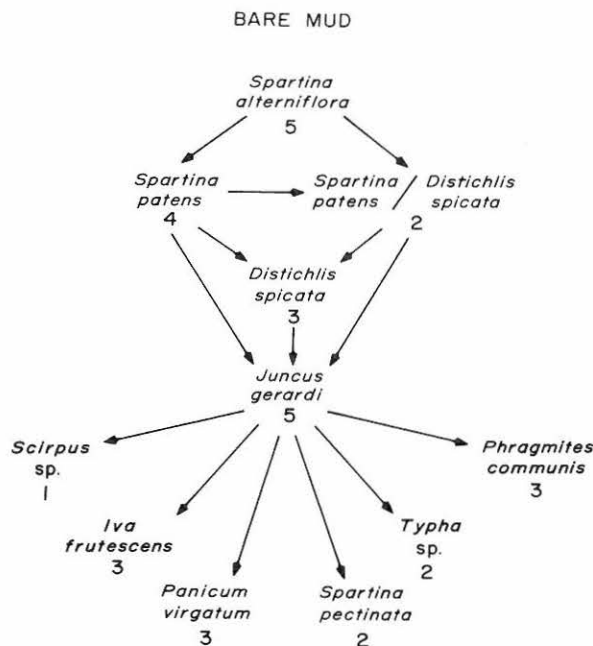 BARE MUD
Spartina
alterniflora
5
Spartina
patens
4
Spartina
patens
/
Distichlis
spicata
2
Distichlis
spicata
3
Juncus
gerardi
5
Scirpus
sp.
1
Phragmites
communis
3
Iva
frutescens
3
Typha
sp.
2
Panicum
virgatum
3
Spartina
pectinata
2